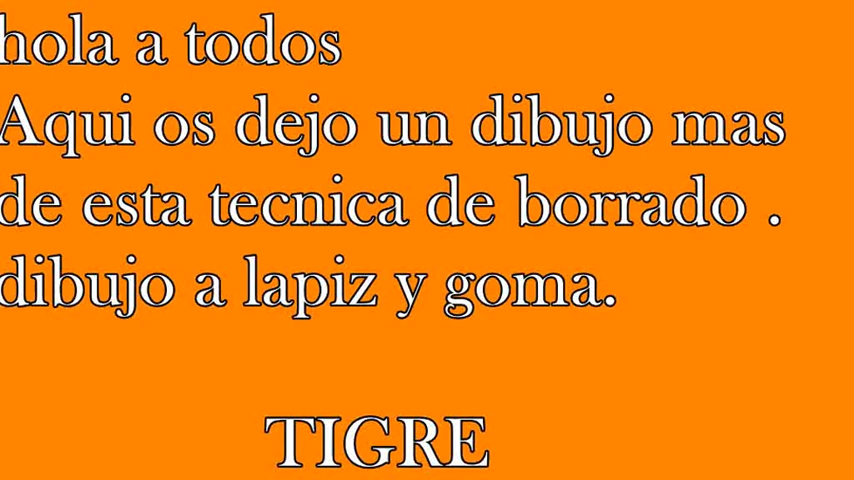 hola a todos
Aqui os dejo un dibujo mas
de esta tecnica de borrado .
dibujo a lapiz y goma.
TIGRE